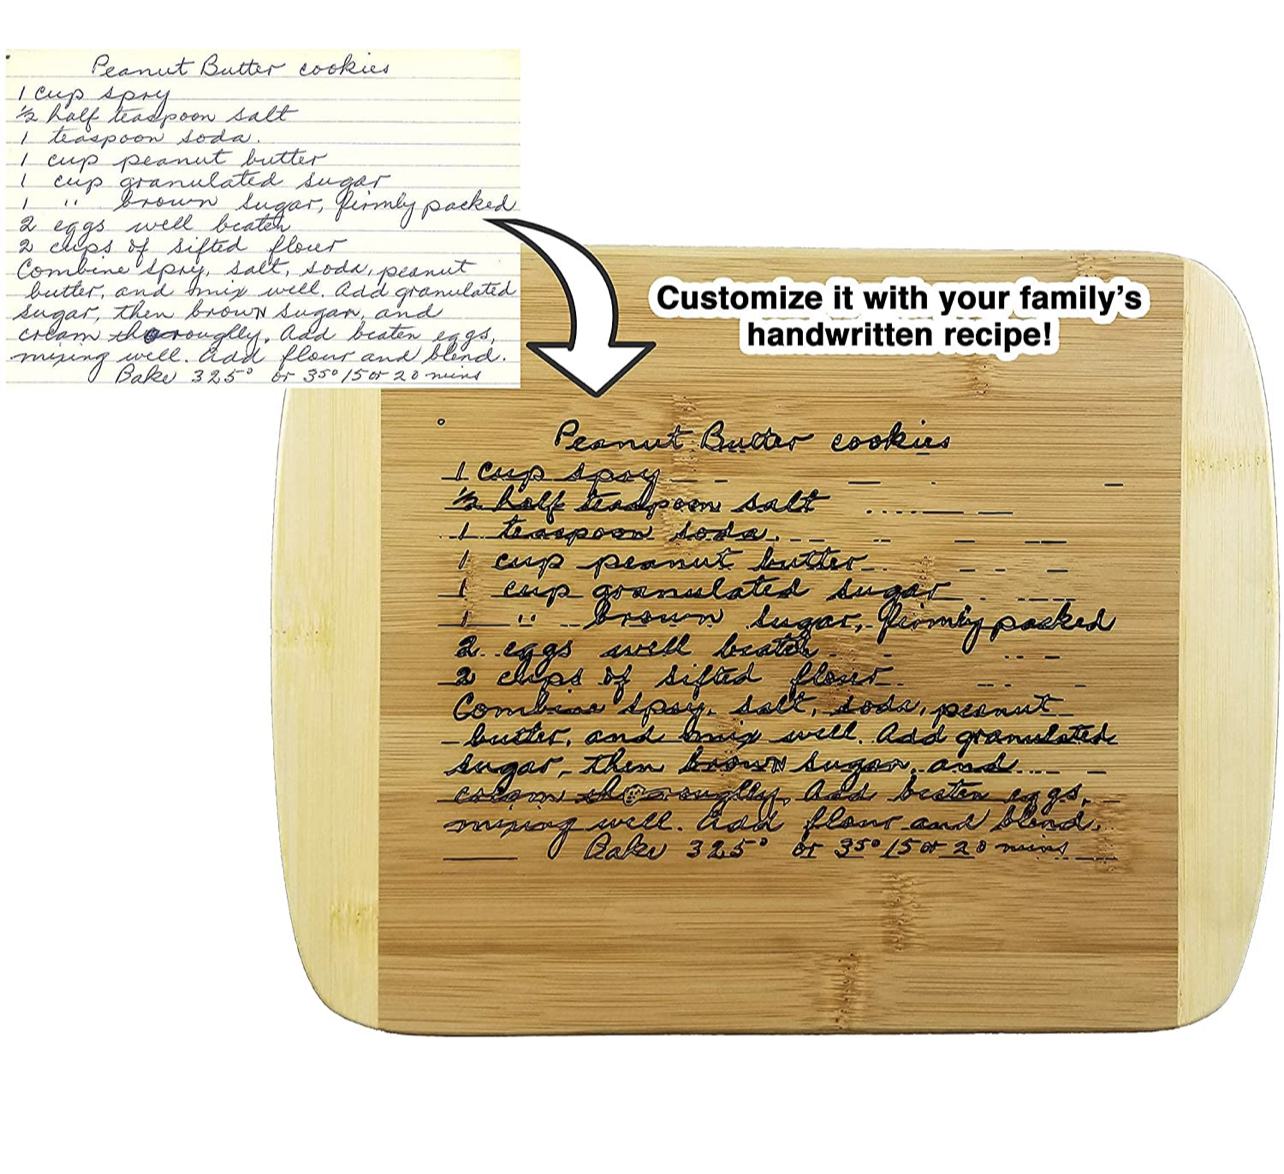 Peanut Butter cookies
1 cup spry
½ half teaspoon salt
1 teaspoon soda.
1 cup peanut butter
1 cup granulated sugar
1 " brown sugar, firmly packed
2 eggs well beaten
2 cups of sifted flour
Combine spry, salt, soda, peanut
butter, and mix well. Add granulated
sugar, then brown sugar, and
cream thoroughly. Add beaten eggs,
mixing well. Add flour and blend.
Bake 325° or 35° 15 or 20 mins
Customize it with your family's
handwritten recipe!
Peanut Butter cookies
1 cup spry
½ half teaspoon salt
1 teaspoon soda.
1 cup peanut butter
1 cup granulated sugar
1 " brown sugar, firmly packed
2 eggs well beaten
2 cups of sifted flour
Combine spry, salt, soda, peanut
butter, and mix well. Add granulated
sugar, then brown sugar, and
cream thoroughly. Add beaten eggs,
mixing well. Add flour and blend.
Bake 325° or 35° 15 or 20 mins